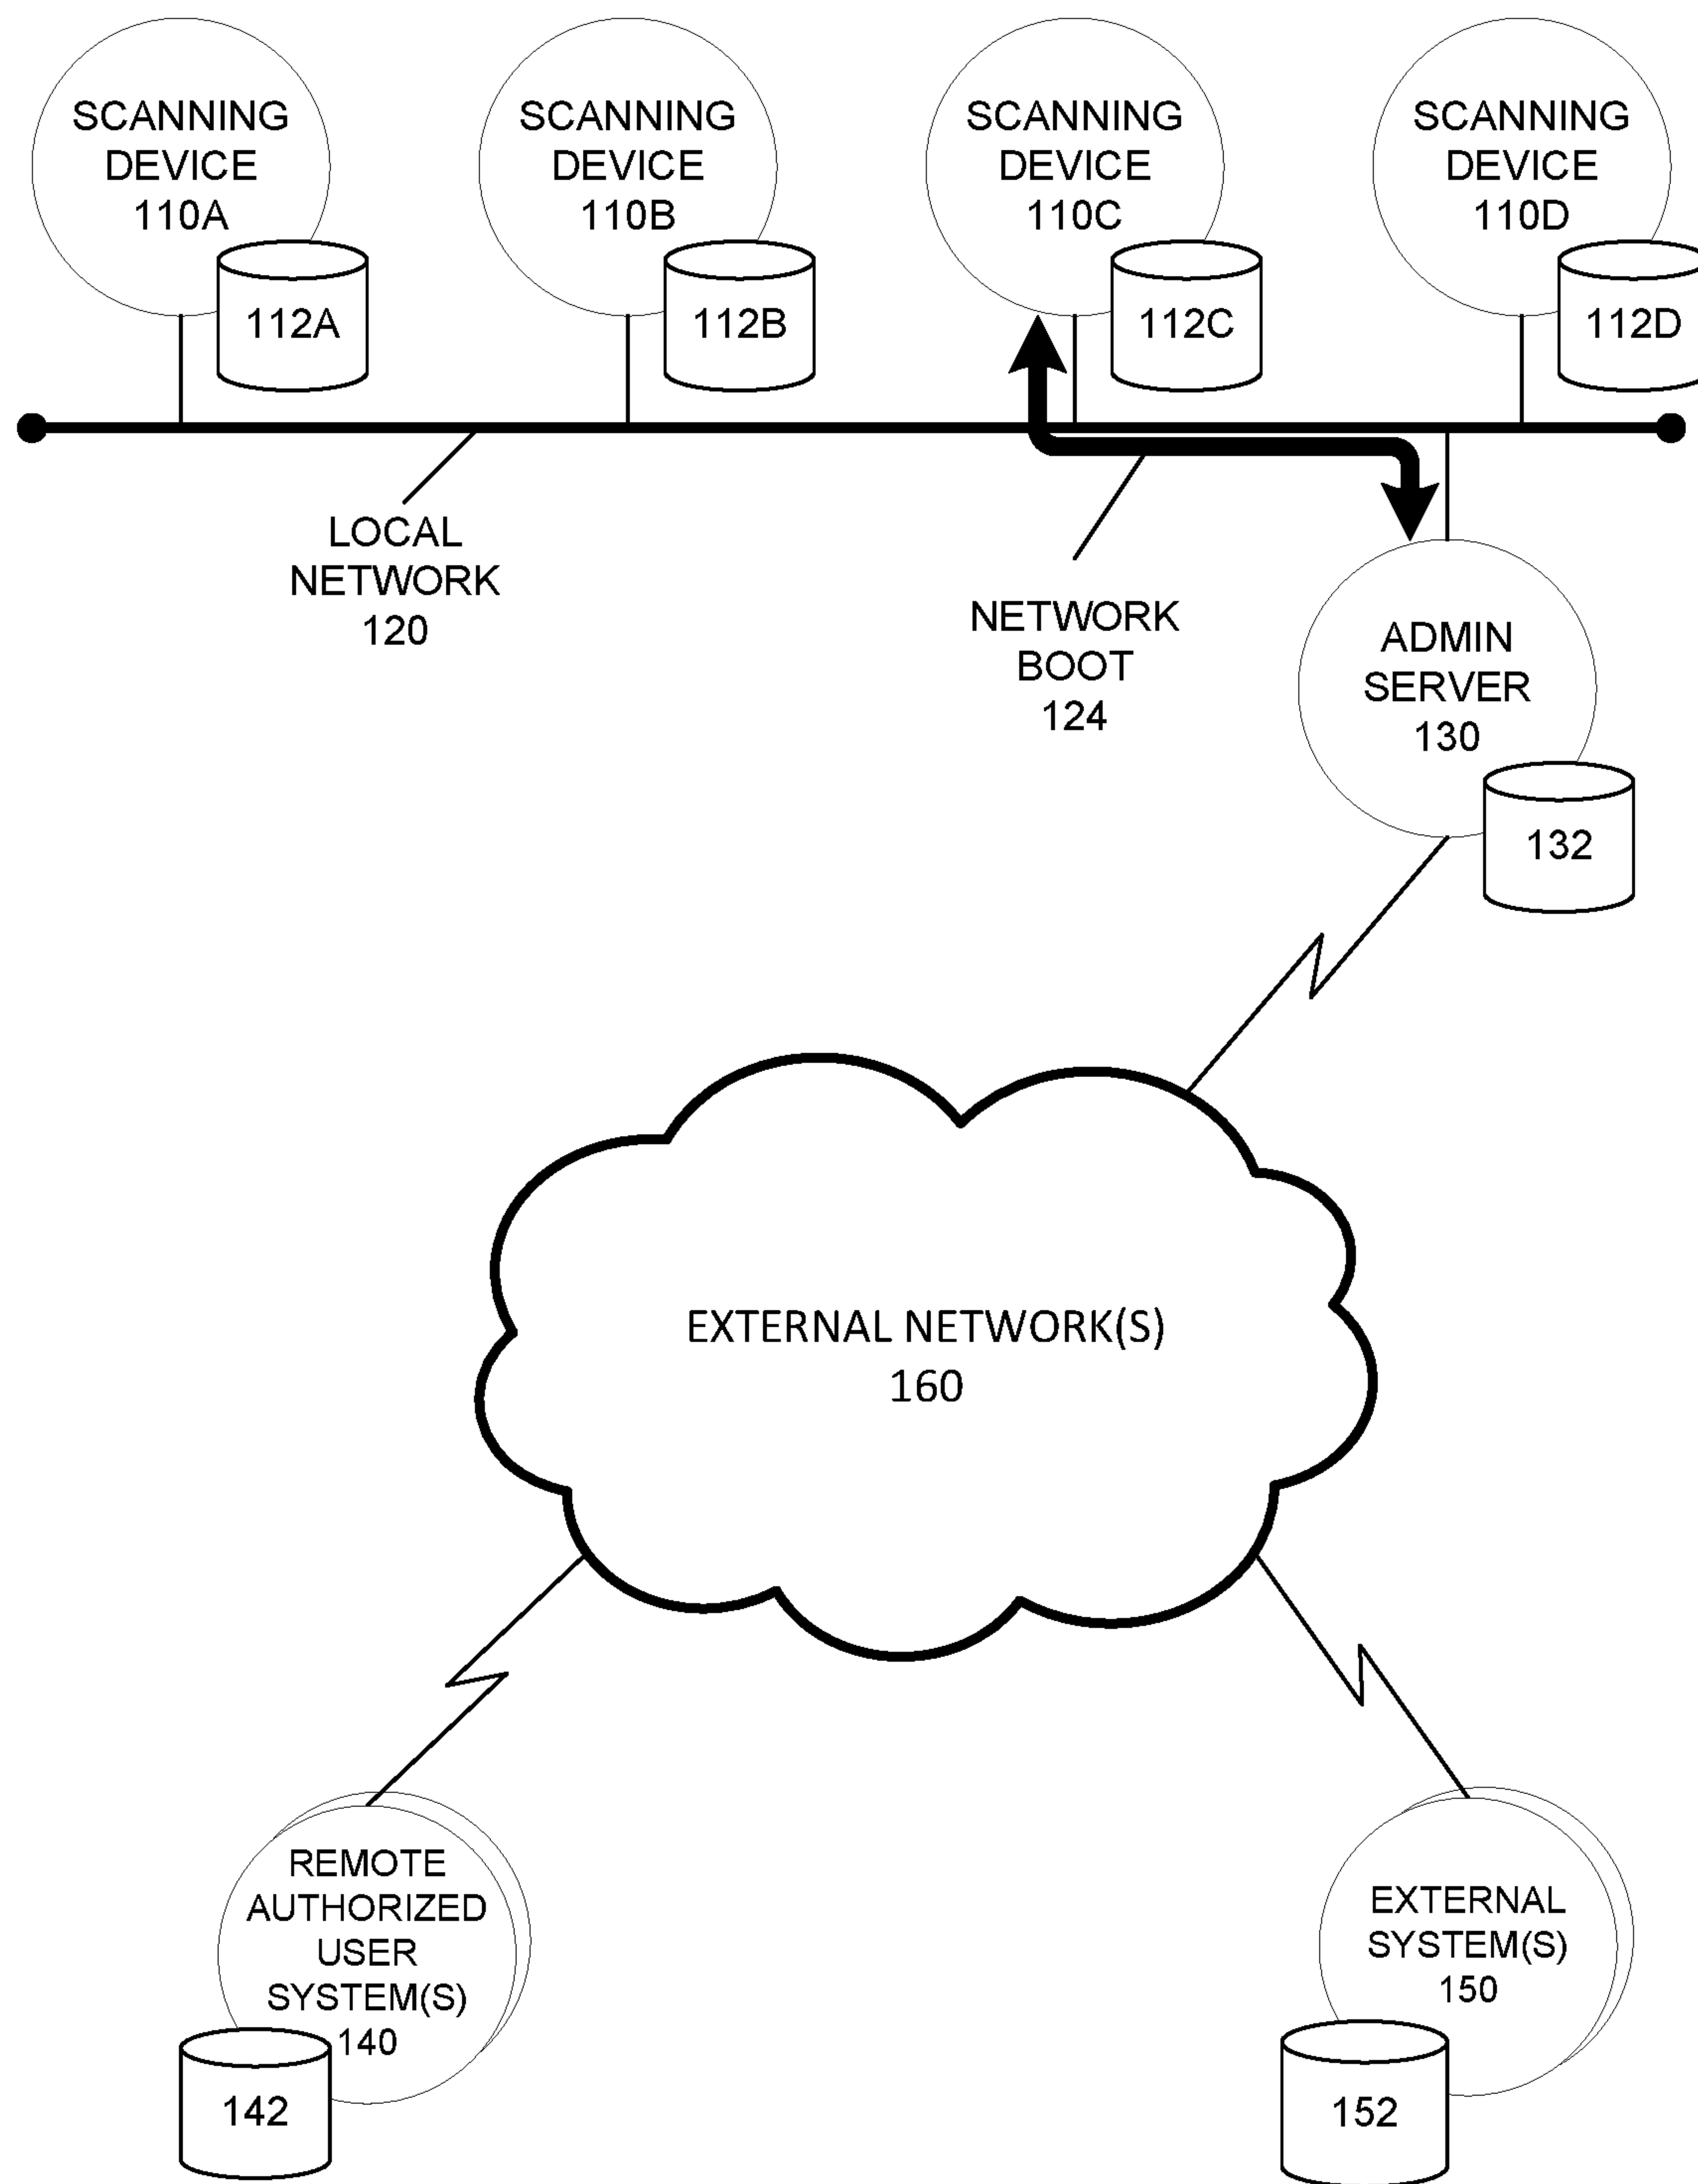 SCANNING
DEVICE
110A
112A
SCANNING
DEVICE
110B
112B
SCANNING
DEVICE
110C
112C
SCANNING
DEVICE
110D
112D
LOCAL
NETWORK
120
NETWORK
BOOT
124
ADMIN
SERVER
130
132
EXTERNAL NETWORK(S)
160
REMOTE
AUTHORIZED
USER
SYSTEM(S)
140
142
EXTERNAL
SYSTEM(S)
150
152